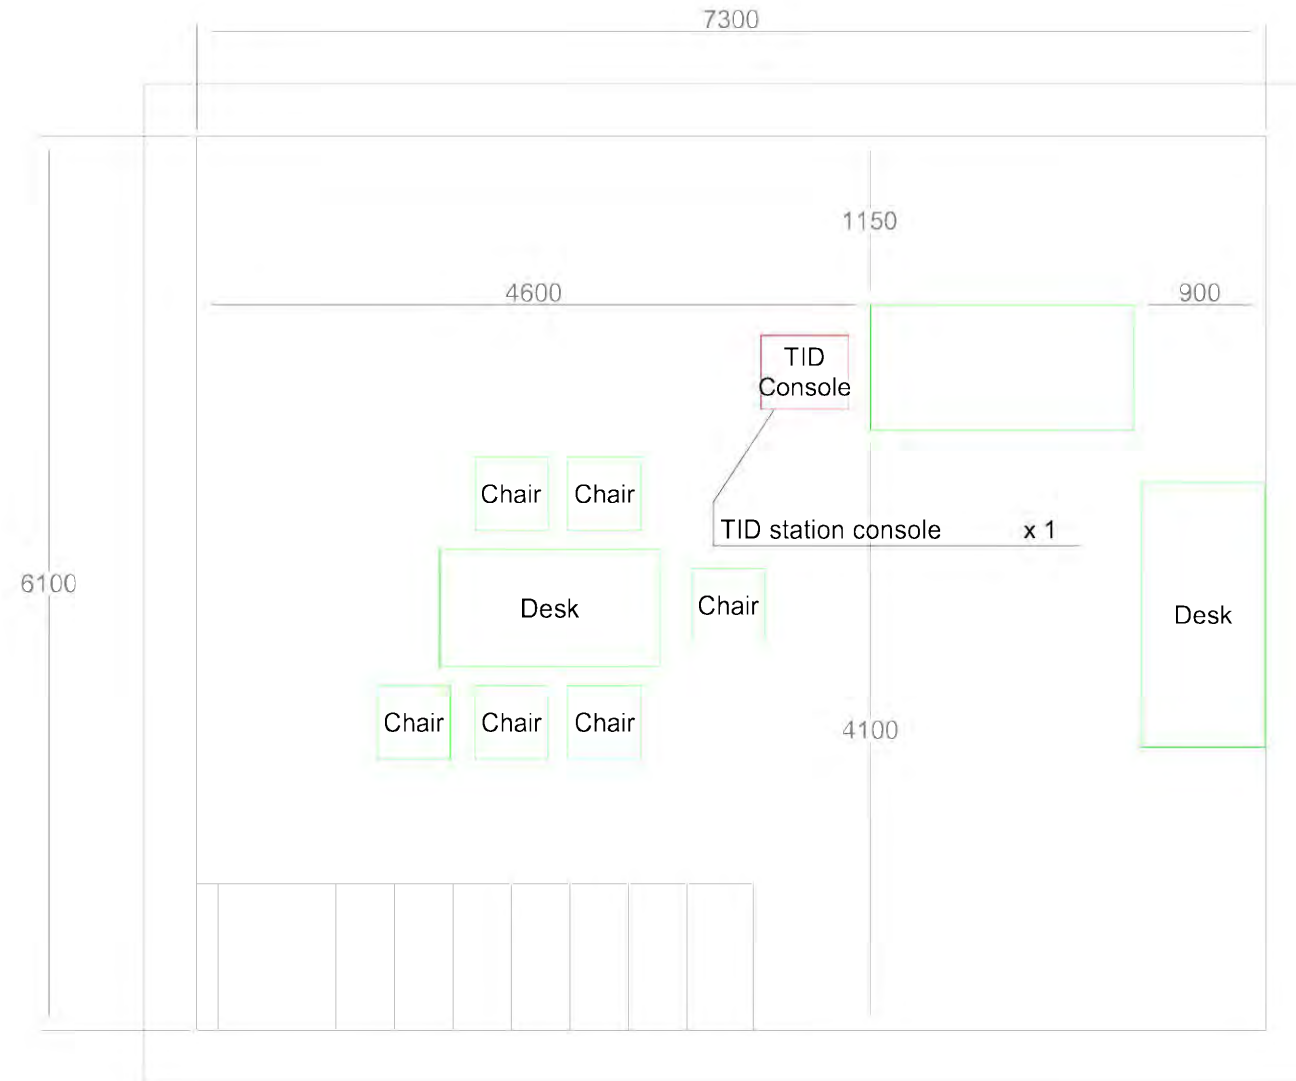 7300
1150
4600
900
TID
Console
Chair Chair
TID station console x 1
6100
Desk
Chair
Desk
Chair Chair Chair
4100